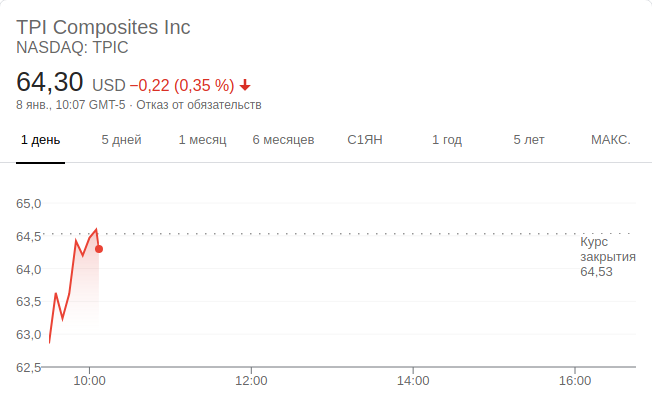 TPI Composites Inc
NASDAQ: TPIC
64,30 USD −0,22 (0,35 %)
8 янв., 10:07 GMT-5 · Отказ от обязательств
1 день 5 дней 1 месяц 6 месяцев С1ЯН 1 год 5 лет МАКС.
65,0
64,5
Курс
закрытия
64,53
64,0
63,5
63,0
62,5
10:00 12:00 14:00 16:00